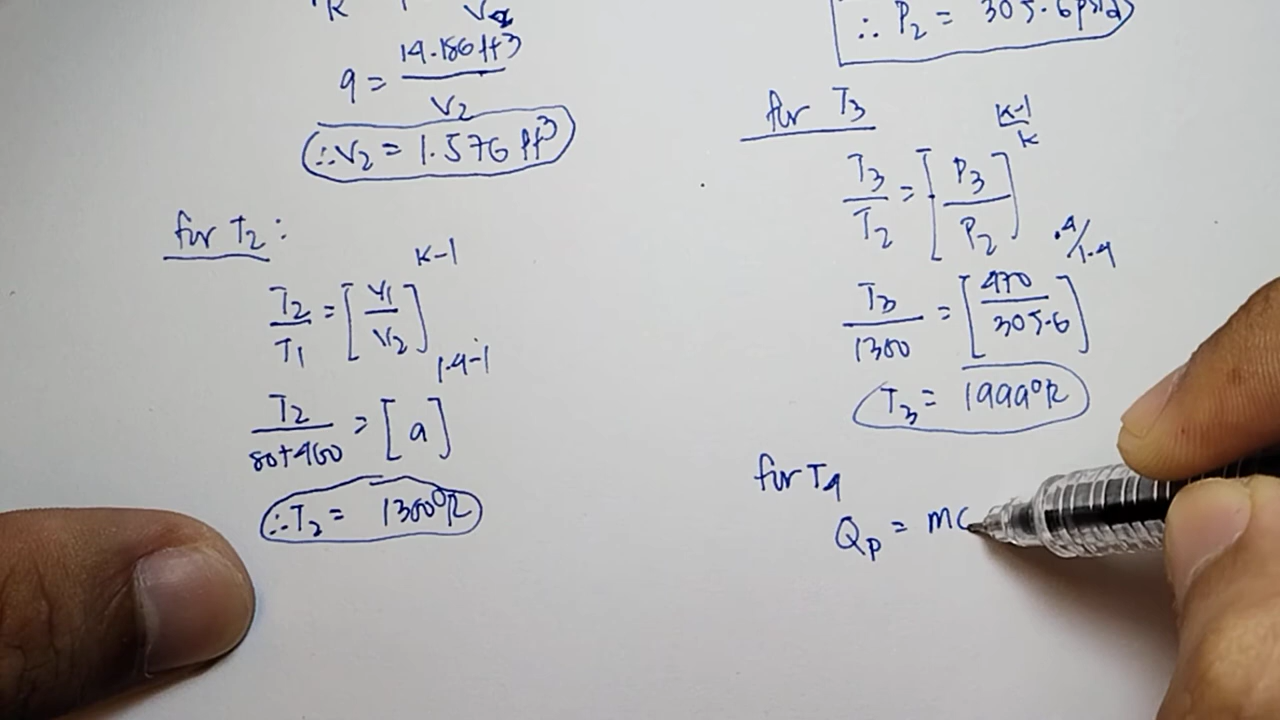 9 = 14.186 ft³ / V₂
∴ V₂ = 1.576 ft³
for T₂ :
T₂ / T₁ = [V₁ / V₂]^K-1
T₂ / 80+460 = [9]^1.4-1
∴ T₂ = 1300°R
∴ P₂ = 305.6 psia
for T₃
T₃ / T₂ = [P₃ / P₂]^K-1/K
T₃ / 1300 = [470 / 305.6]^.4/1.4
T₃ = 1999°R
for T₄
Qp = mC